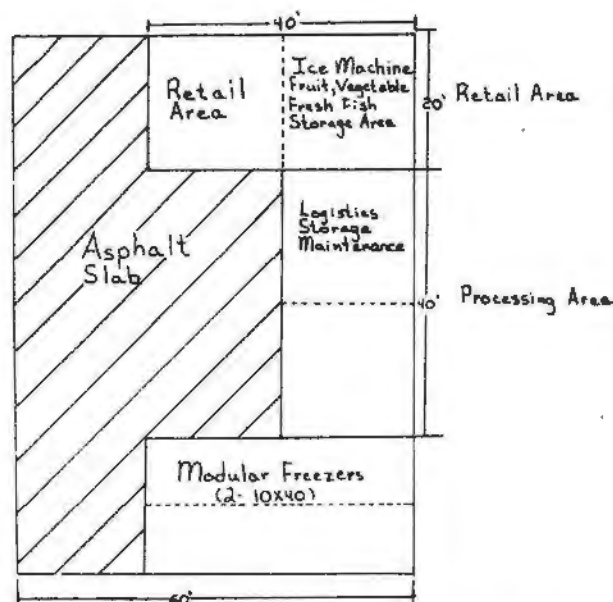 40'
Retail
Area
Ice Machine
Fruit, Vegetable
Fresh Fish
Storage Area
20'
Retail Area
Logistics
Storage
Maintenance
Asphalt
Slab
40'
Processing Area
Modular Freezers
(2- 10X40)
60'